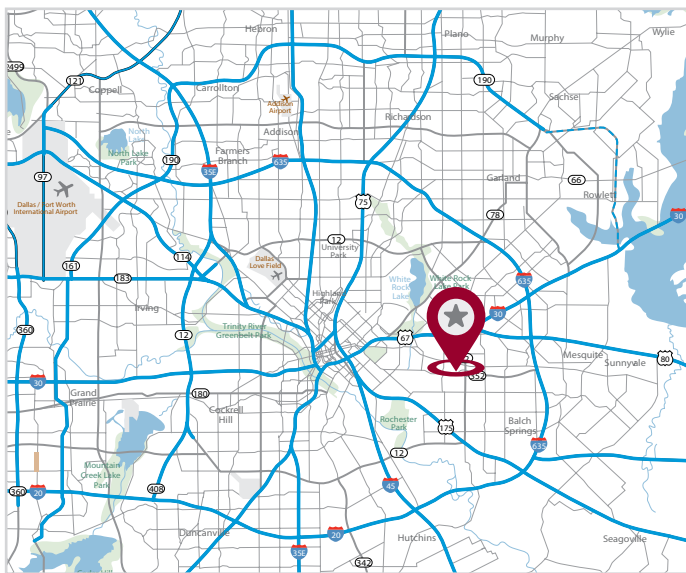 Hebron
Plano
Murphy
Wylie
2499
121
190
Coppell
Carrollton
Addison
Airport
Sachse
Richardson
Addison
North
Lake
North Lake
Park
190
Farmers
Branch
635
35E
97
Garland
66
78
Rowlett
75
Dallas / Fort Worth
International Airport
30
12
University
Park
114
Dallas
Love Field
161
183
White
Rock
Lake
White Rock
Lake Park
635
Highland
Park
Irving
30
360
12
Trinity River
Greenbelt Park
67
Mesquite
Sunnyvale
80
352
30
Grand
Prairie
180
Cockrell
Hill
Rochester
Park
175
Balch
Springs
635
12
Mountain
Creek Lake
Park
360
20
408
45
Duncanville
20
Hutchins
Seagoville
35E
342